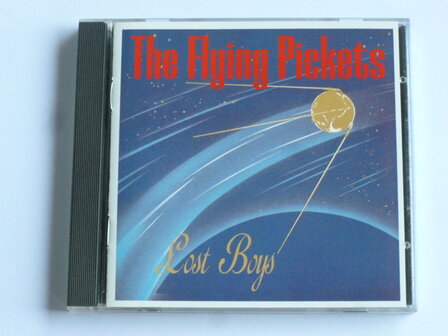 The Flying Pickets
Lost Boys